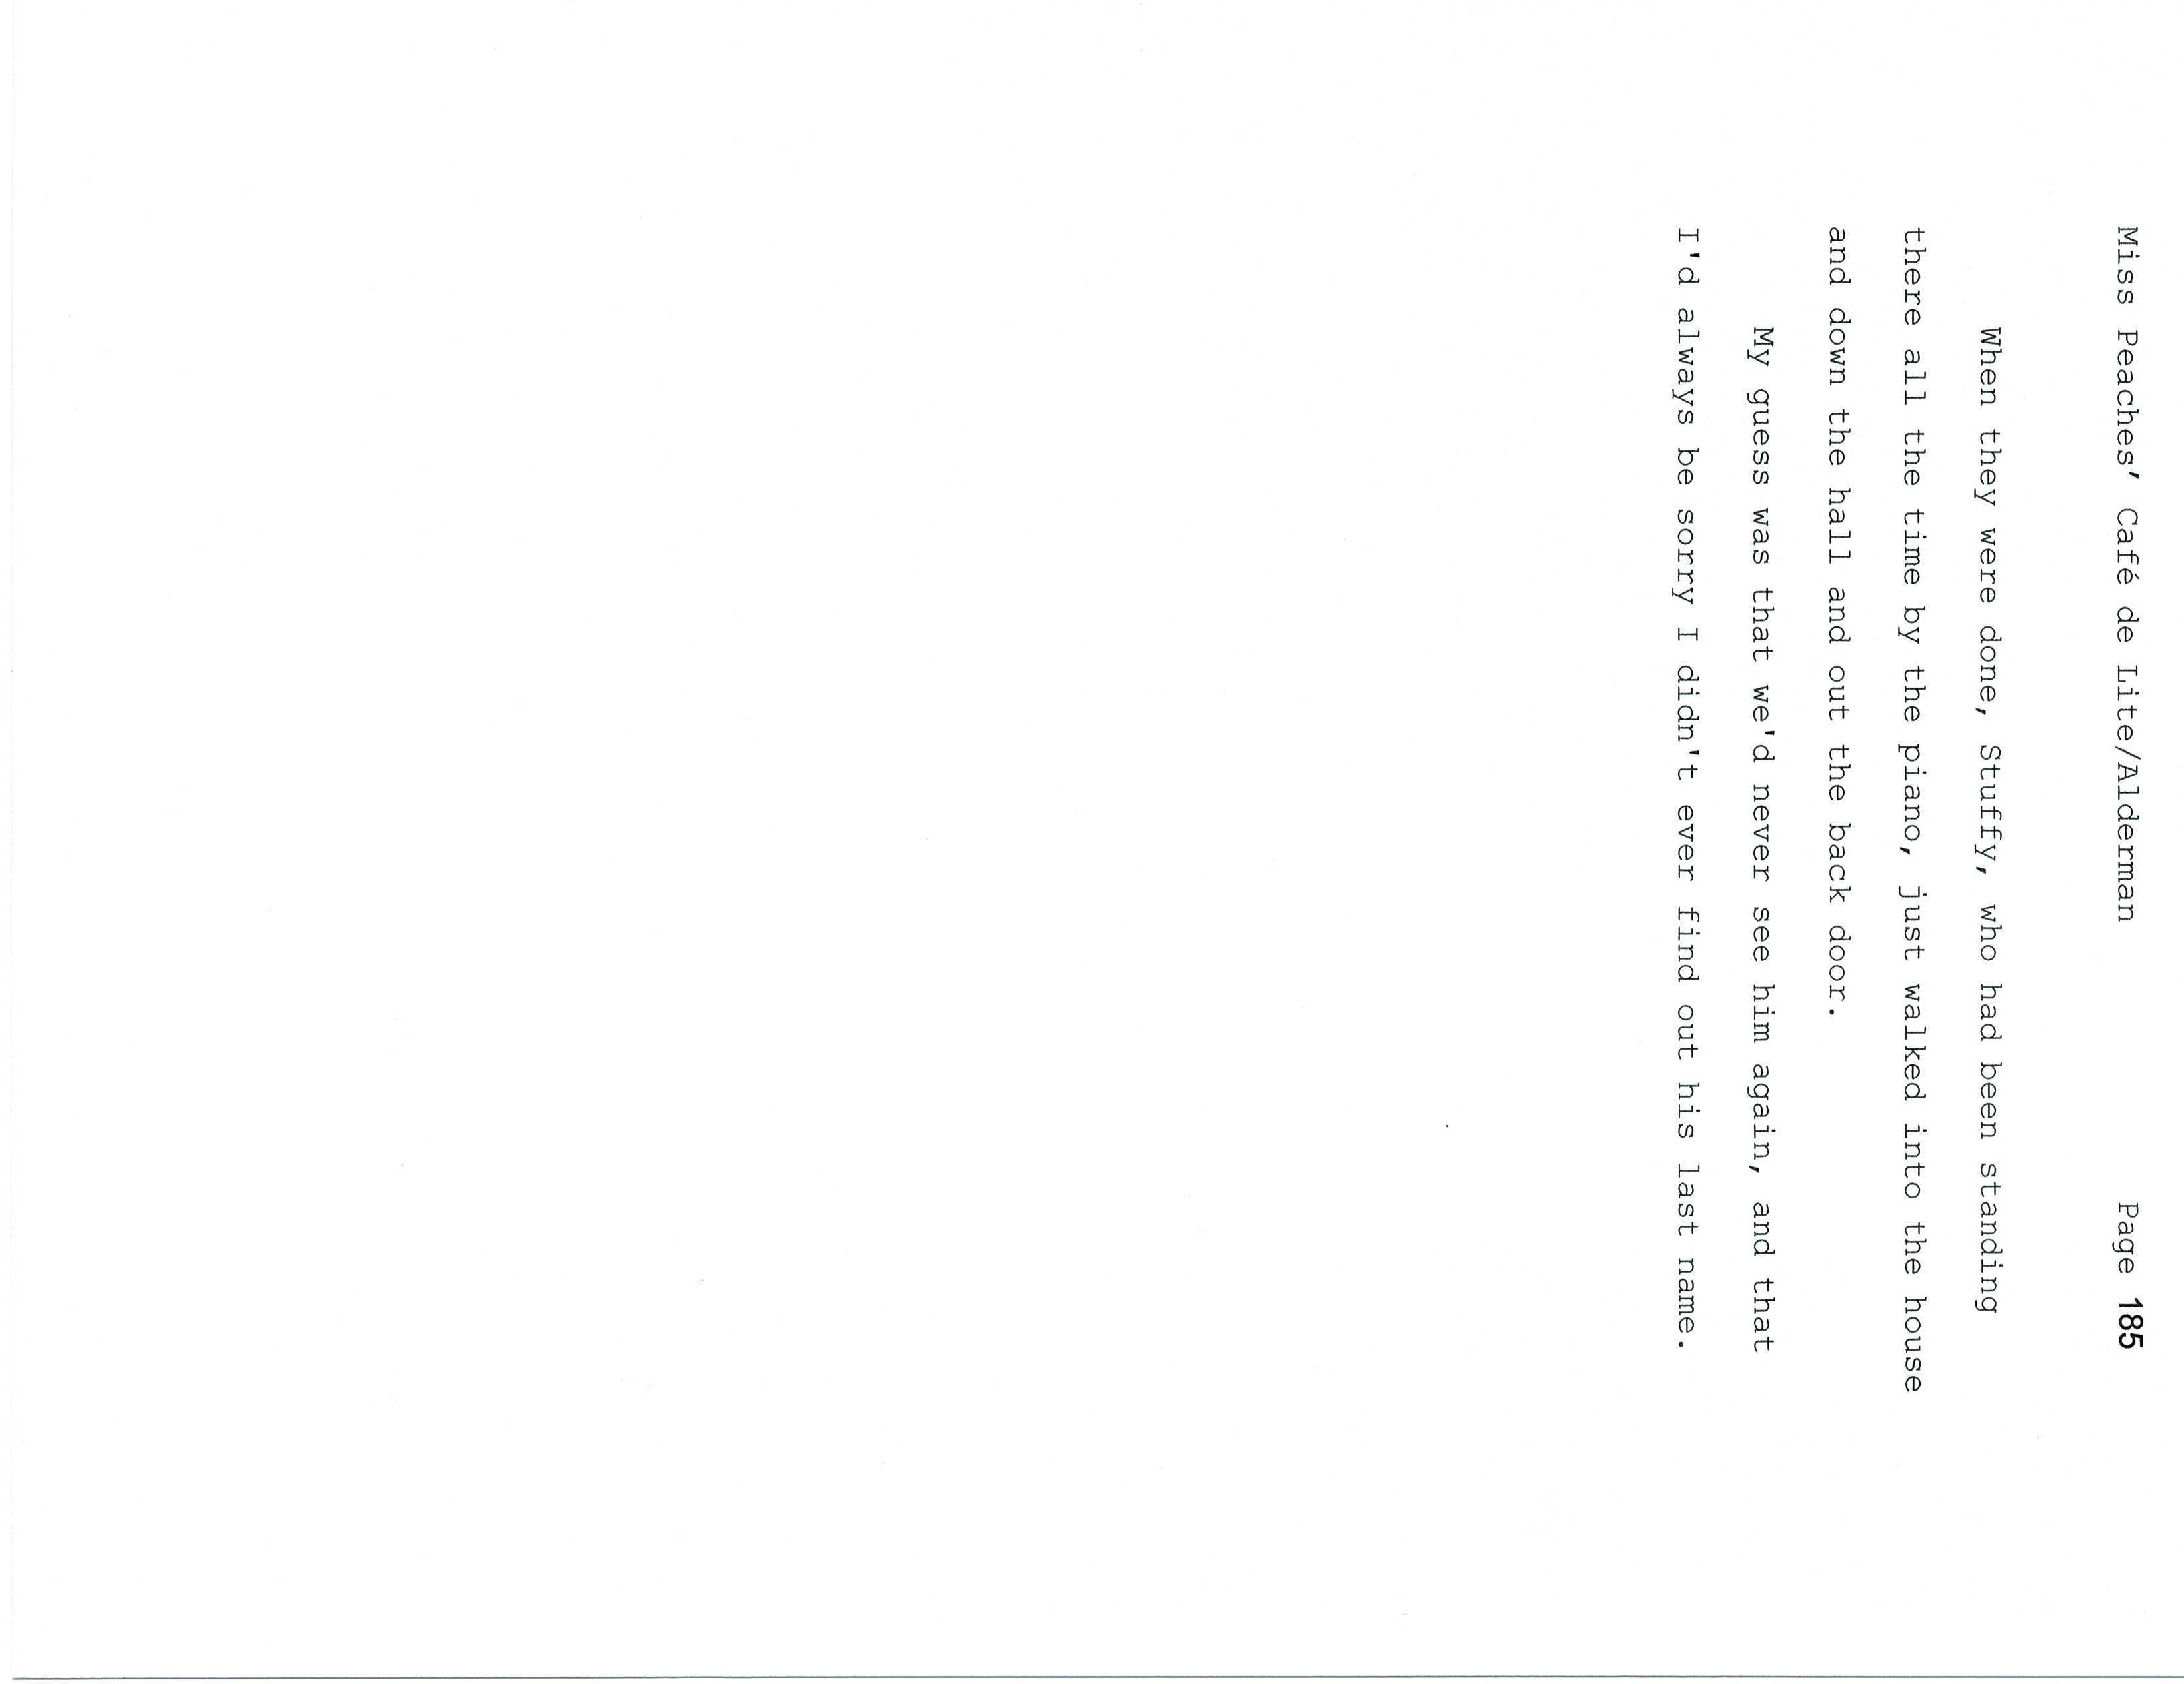 Miss Peaches’ Café de Lite/Alderman Page 185
When they were done, Stuffy, who had been standing
there all the time by the piano, just walked into the house
and down the hall and out the back door.
My guess was that we'd never see him again, and that
I'd always be sorry I didn't ever find out his last name.